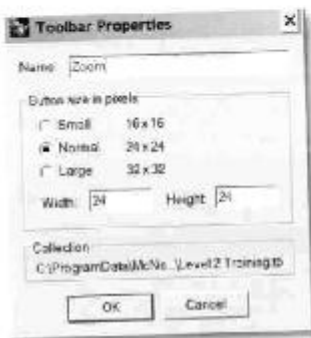 Toolbar Properties
Name: Zoom
Button size in pixels
Small 16 x 16
Normal 24 x 24
Large 32 x 32
Width: 24 Height: 24
Collection
C:\ProgramData\McNe...\Level 2 Training.tb
OK Cancel